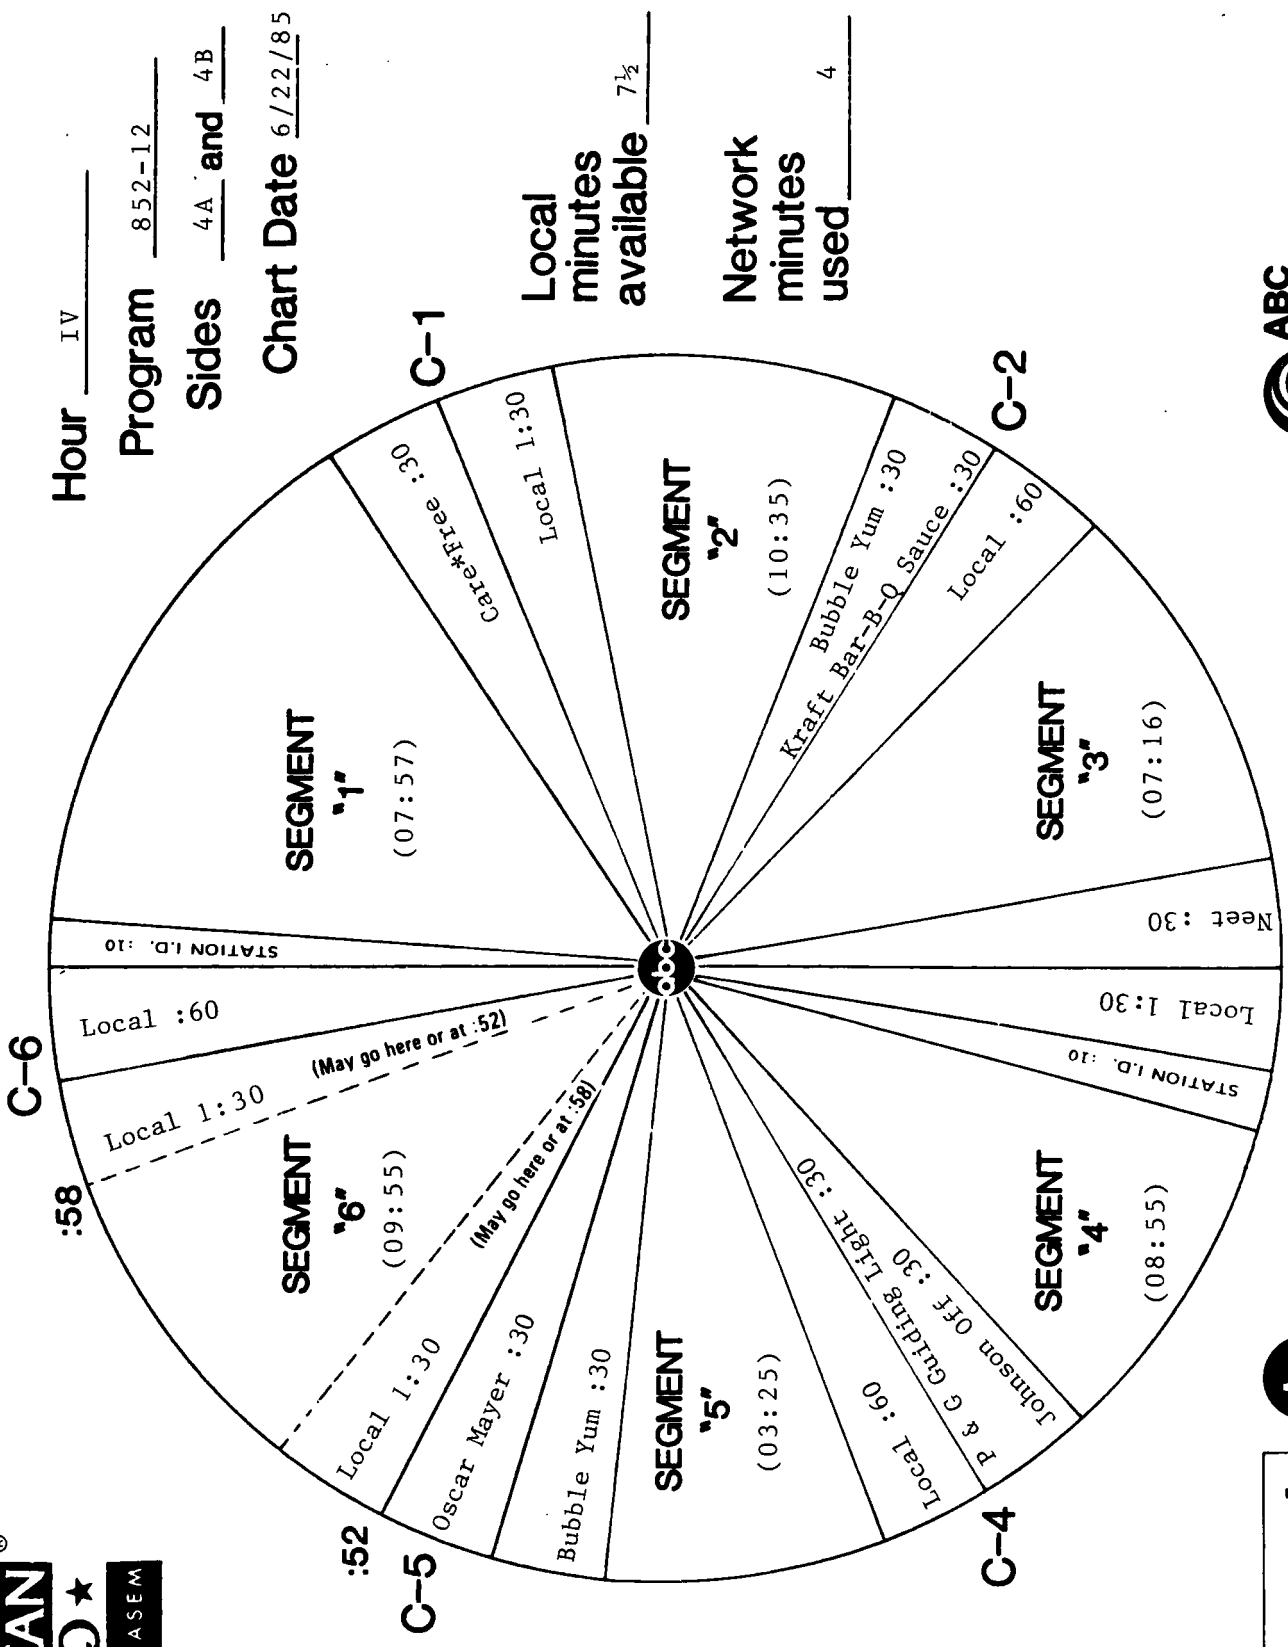 Hour IV
Program 852-12
Sides 4A and 4B
Chart Date 6/22/85
Local
minutes
available 7½
Network
minutes
used 4
ABC
AN
®
ASEM
abc
STATION I.D. :10
SEGMENT
"1"
(07:57)
Care*Free :30
C-1
Local 1:30
SEGMENT
"2"
(10:35)
Bubble Yum :30
Kraft Bar-B-Q Sauce :30
C-2
Local :60
SEGMENT
"3"
(07:16)
Neet :30
Local 1:30
STATION I.D. :10
SEGMENT
"4"
(08:55)
Johnson Off :30
P & G Guiding Light :30
C-4
Local :60
SEGMENT
"5"
(03:25)
Bubble Yum :30
Oscar Mayer :30
C-5
:52
Local 1:30
(May go here or at :58)
SEGMENT
"6"
(09:55)
:58
(May go here or at :52)
Local 1:30
C-6
Local :60